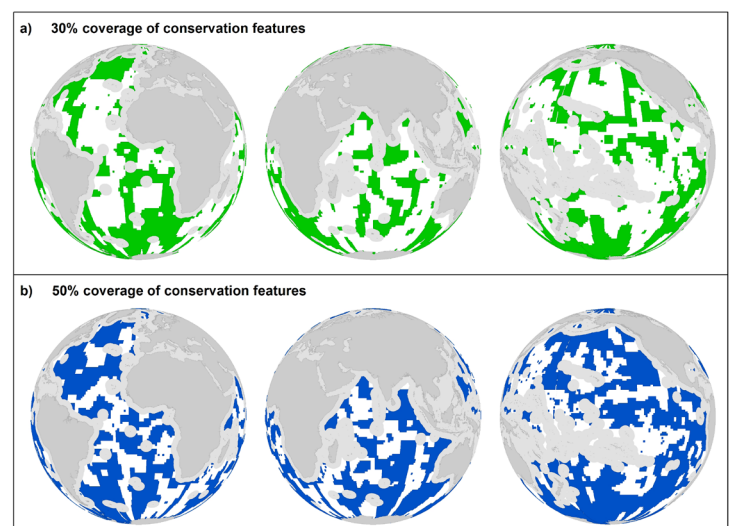 a) 30% coverage of conservation features
b) 50% coverage of conservation features